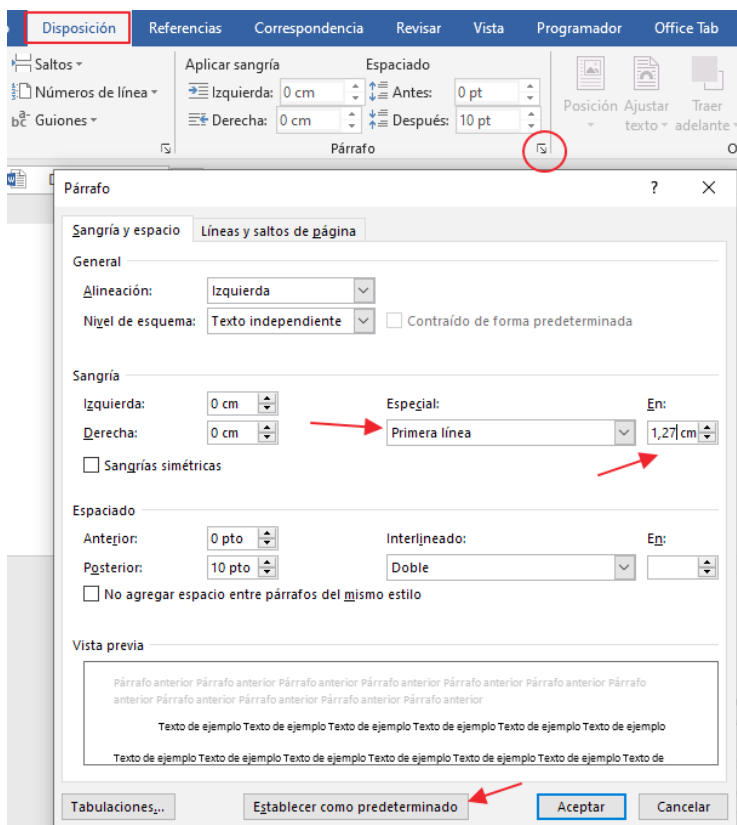 Disposición Referencias Correspondencia Revisar Vista Programador Office Tab
Saltos Aplicar sangría Espaciado
Números de línea Izquierda: 0 cm Antes: 0 pt
Guiones Derecha: 0 cm Después: 10 pt Posición Ajustar texto Traer adelante
Párrafo
Párrafo ? X
Sangría y espacio Líneas y saltos de página
General
Alineación: Izquierda
Nivel de esquema: Texto independiente Contraído de forma predeterminada
Sangría
Izquierda: 0 cm Especial: En:
Derecha: 0 cm Primera línea 1,27 cm
Sangrías simétricas
Espaciado
Anterior: 0 pto Interlineado: En:
Posterior: 10 pto Doble
No agregar espacio entre párrafos del mismo estilo
Vista previa
Párrafo anterior Párrafo anterior Párrafo anterior Párrafo anterior Párrafo anterior Párrafo anterior Párrafo
anterior Párrafo anterior Párrafo anterior Párrafo anterior Párrafo anterior
Texto de ejemplo Texto de ejemplo Texto de ejemplo Texto de ejemplo Texto de ejemplo Texto de ejemplo
Texto de ejemplo Texto de ejemplo Texto de ejemplo Texto de ejemplo Texto de ejemplo Texto de ejemplo Texto de
Tabulaciones... Establecer como predeterminado Aceptar Cancelar